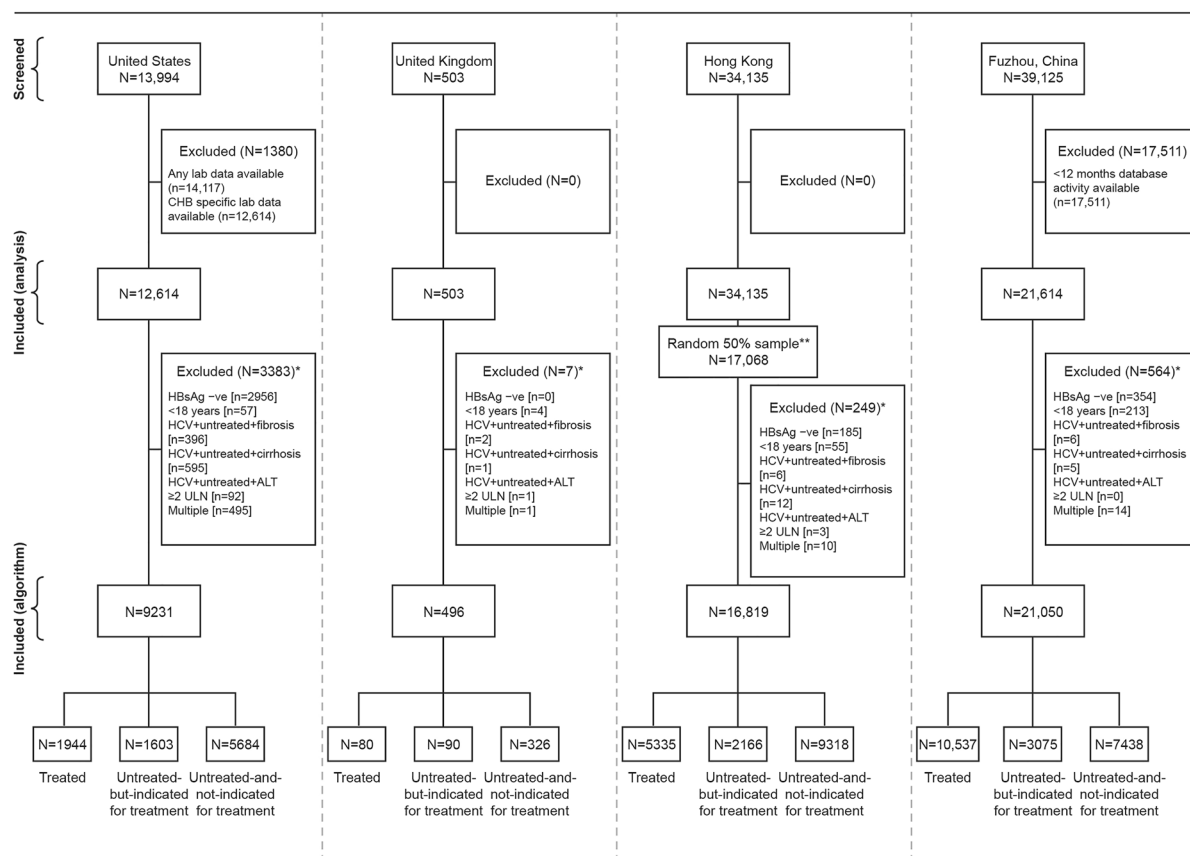 Screened
United States
N=13,994
United Kingdom
N=503
Hong Kong
N=34,135
Fuzhou, China
N=39,125
Excluded (N=1380)
Any lab data available
(n=14,117)
CHB specific lab data
available (n=12,614)
Excluded (N=0)
Excluded (N=0)
Excluded (N=17,511)
<12 months database
activity available
(n=17,511)
Included (analysis)
N=12,614
N=503
N=34,135
N=21,614
Random 50% sample**
N=17,068
Excluded (N=3383)*
HBsAg −ve [n=2956]
<18 years [n=57]
HCV+untreated+fibrosis
[n=396]
HCV+untreated+cirrhosis
[n=595]
HCV+untreated+ALT
≥2 ULN [n=92]
Multiple [n=495]
Excluded (N=7)*
HBsAg −ve [n=0]
<18 years [n=4]
HCV+untreated+fibrosis
[n=2]
HCV+untreated+cirrhosis
[n=1]
HCV+untreated+ALT
≥2 ULN [n=1]
Multiple [n=1]
Excluded (N=249)*
HBsAg −ve [n=185]
<18 years [n=55]
HCV+untreated+fibrosis
[n=6]
HCV+untreated+cirrhosis
[n=12]
HCV+untreated+ALT
≥2 ULN [n=3]
Multiple [n=10]
Excluded (N=564)*
HBsAg −ve [n=354]
<18 years [n=213]
HCV+untreated+fibrosis
[n=6]
HCV+untreated+cirrhosis
[n=5]
HCV+untreated+ALT
≥2 ULN [n=0]
Multiple [n=14]
Included (algorithm)
N=9231
N=496
N=16,819
N=21,050
N=1944
Treated
N=1603
Untreated-
but-indicated
for treatment
N=5684
Untreated-and-
not-indicated
for treatment
N=80
Treated
N=90
Untreated-
but-indicated
for treatment
N=326
Untreated-and-
not-indicated
for treatment
N=5335
Treated
N=2166
Untreated-
but-indicated
for treatment
N=9318
Untreated-and-
not-indicated
for treatment
N=10,537
Treated
N=3075
Untreated-
but-indicated
for treatment
N=7438
Untreated-and-
not-indicated
for treatment